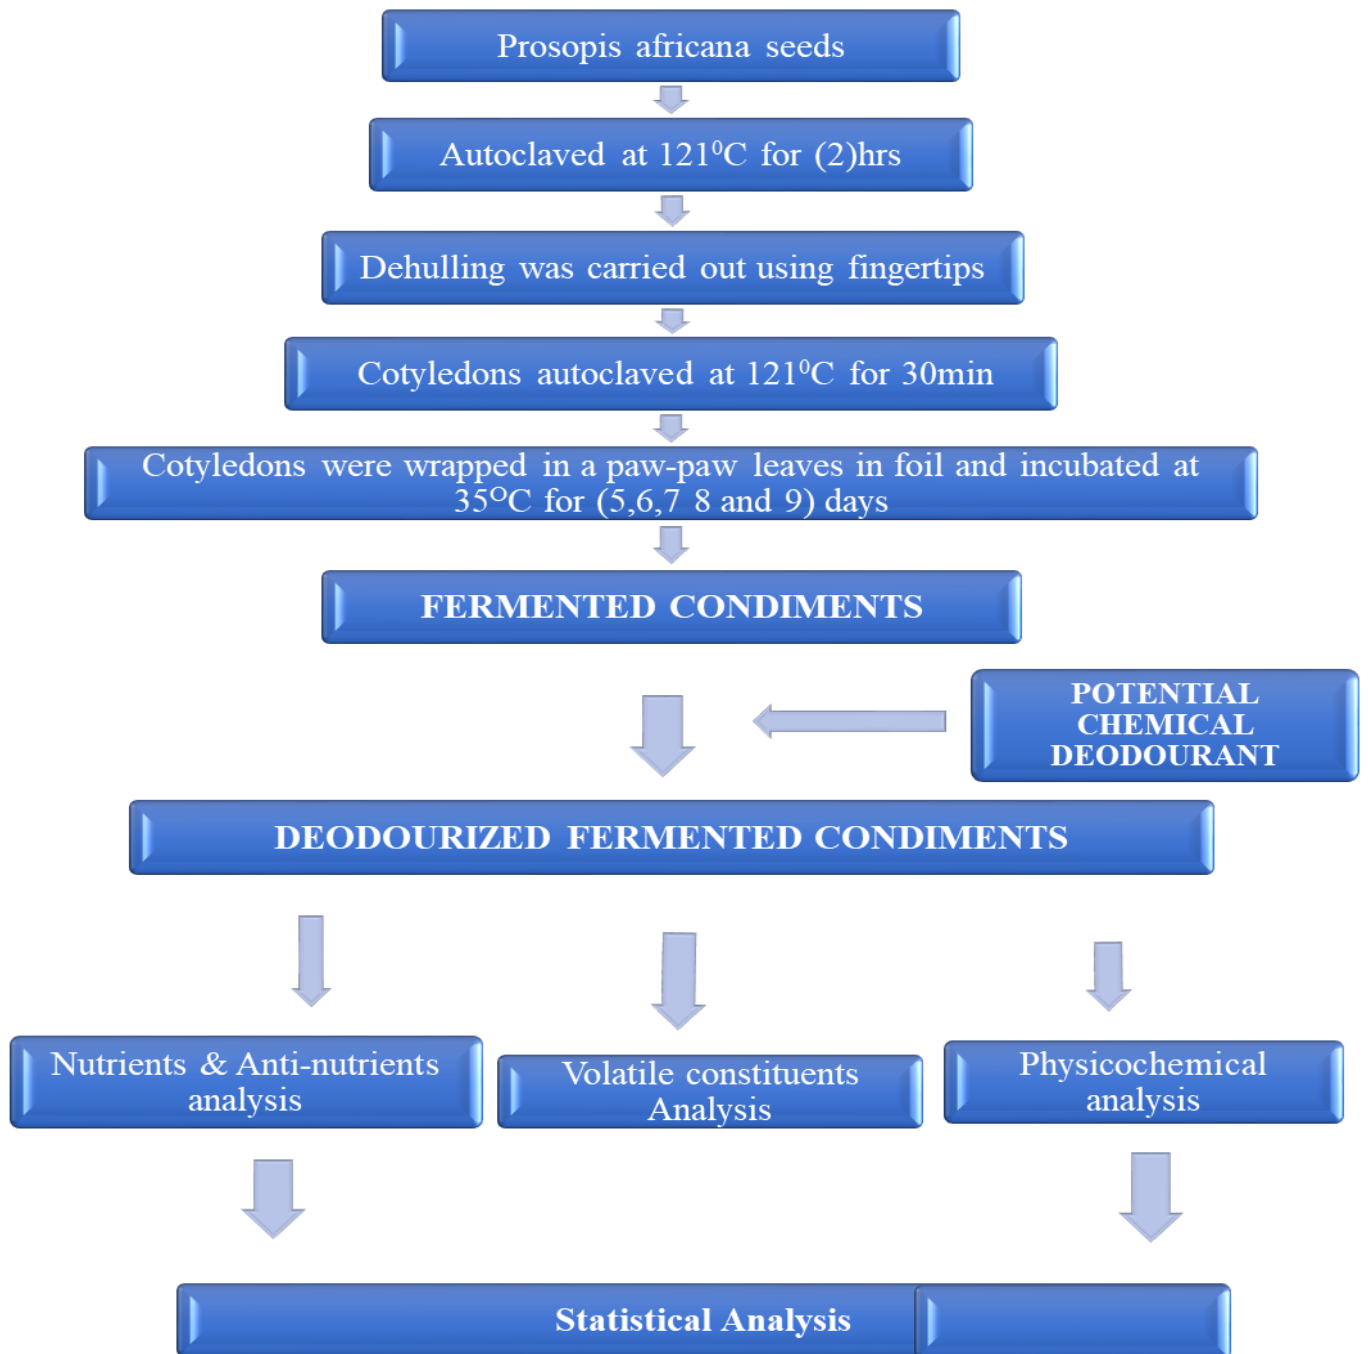 Prosopis africana seeds
Autoclaved at 121⁰C for (2)hrs
Dehulling was carried out using fingertips
Cotyledons autoclaved at 121⁰C for 30min
Cotyledons were wrapped in a paw-paw leaves in foil and incubated at
35ᴼC for (5,6,7 8 and 9) days
FERMENTED CONDIMENTS
POTENTIAL
CHEMICAL
DEODOURANT
DEODOURIZED FERMENTED CONDIMENTS
Nutrients & Anti-nutrients
analysis
Volatile constituents
Analysis
Physicochemical
analysis
Statistical Analysis